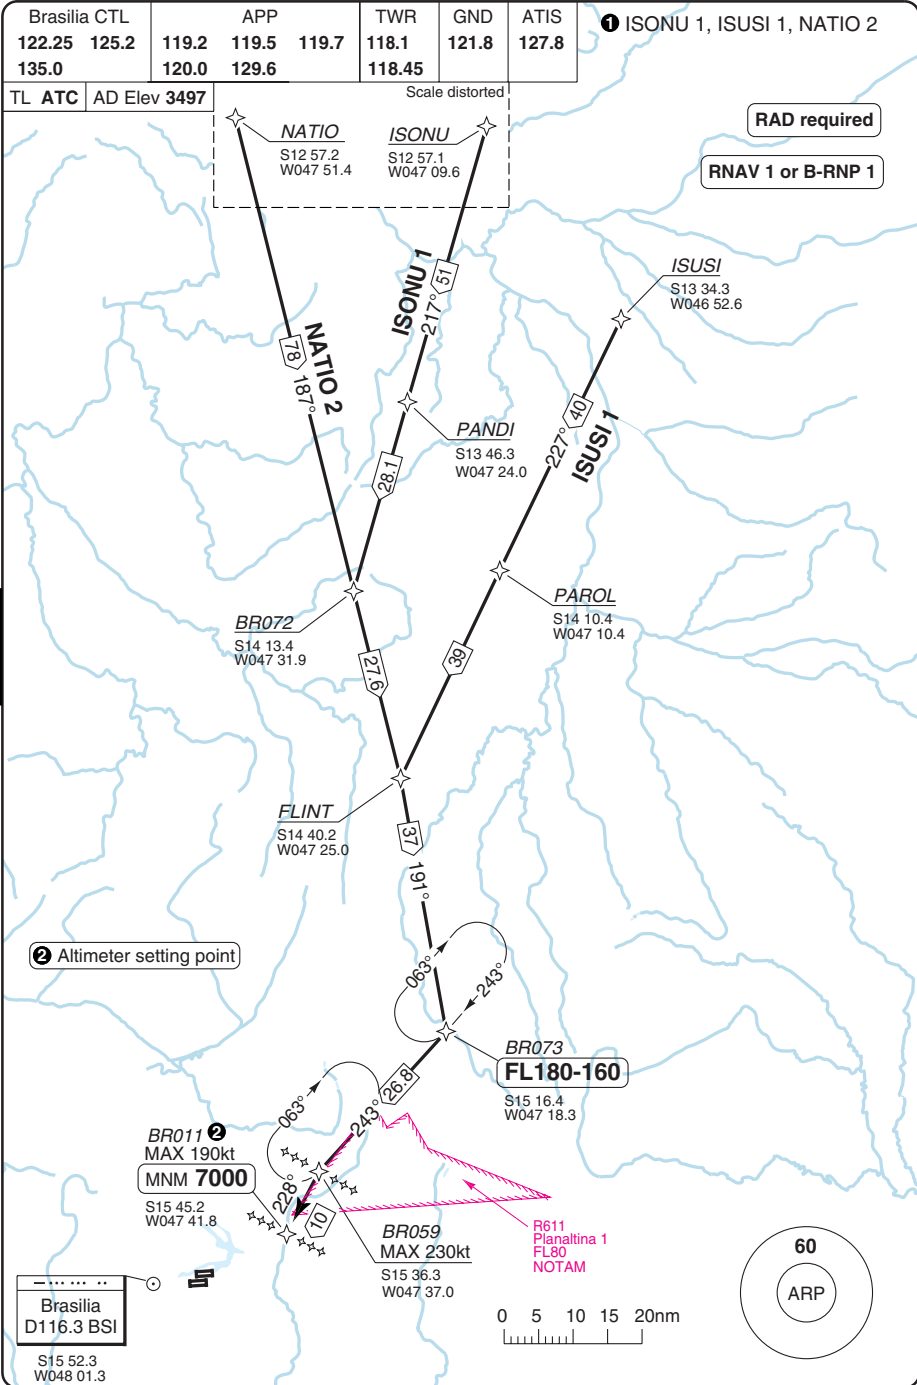 Brasilia CTL APP TWR GND ATIS
122.25 125.2 119.2 119.5 119.7 118.1 121.8 127.8
135.0 120.0 129.6 118.45
TL ATC AD Elev 3497
❶ ISONU 1, ISUSI 1, NATIO 2
Scale distorted
RAD required
RNAV 1 or B-RNP 1
NATIO
S12 57.2
W047 51.4
ISONU
S12 57.1
W047 09.6
ISUSI
S13 34.3
W046 52.6
ISONU 1
51
217°
NATIO 2
78
187°
PANDI
S13 46.3
W047 24.0
40
227°
ISUSI 1
28.1
BR072
S14 13.4
W047 31.9
PAROL
S14 10.4
W047 10.4
27.6
39
FLINT
S14 40.2
W047 25.0
37
191°
❷ Altimeter setting point
063°
243°
BR073
FL180-160
S15 16.4
W047 18.3
26.8
243°
063°
BR011 ❷
MAX 190kt
MNM 7000
S15 45.2
W047 41.8
228°
10
BR059
MAX 230kt
S15 36.3
W047 37.0
R611
Planaltina 1
FL80
NOTAM
60
ARP
Brasilia
D116.3 BSI
S15 52.3
W048 01.3
0 5 10 15 20nm